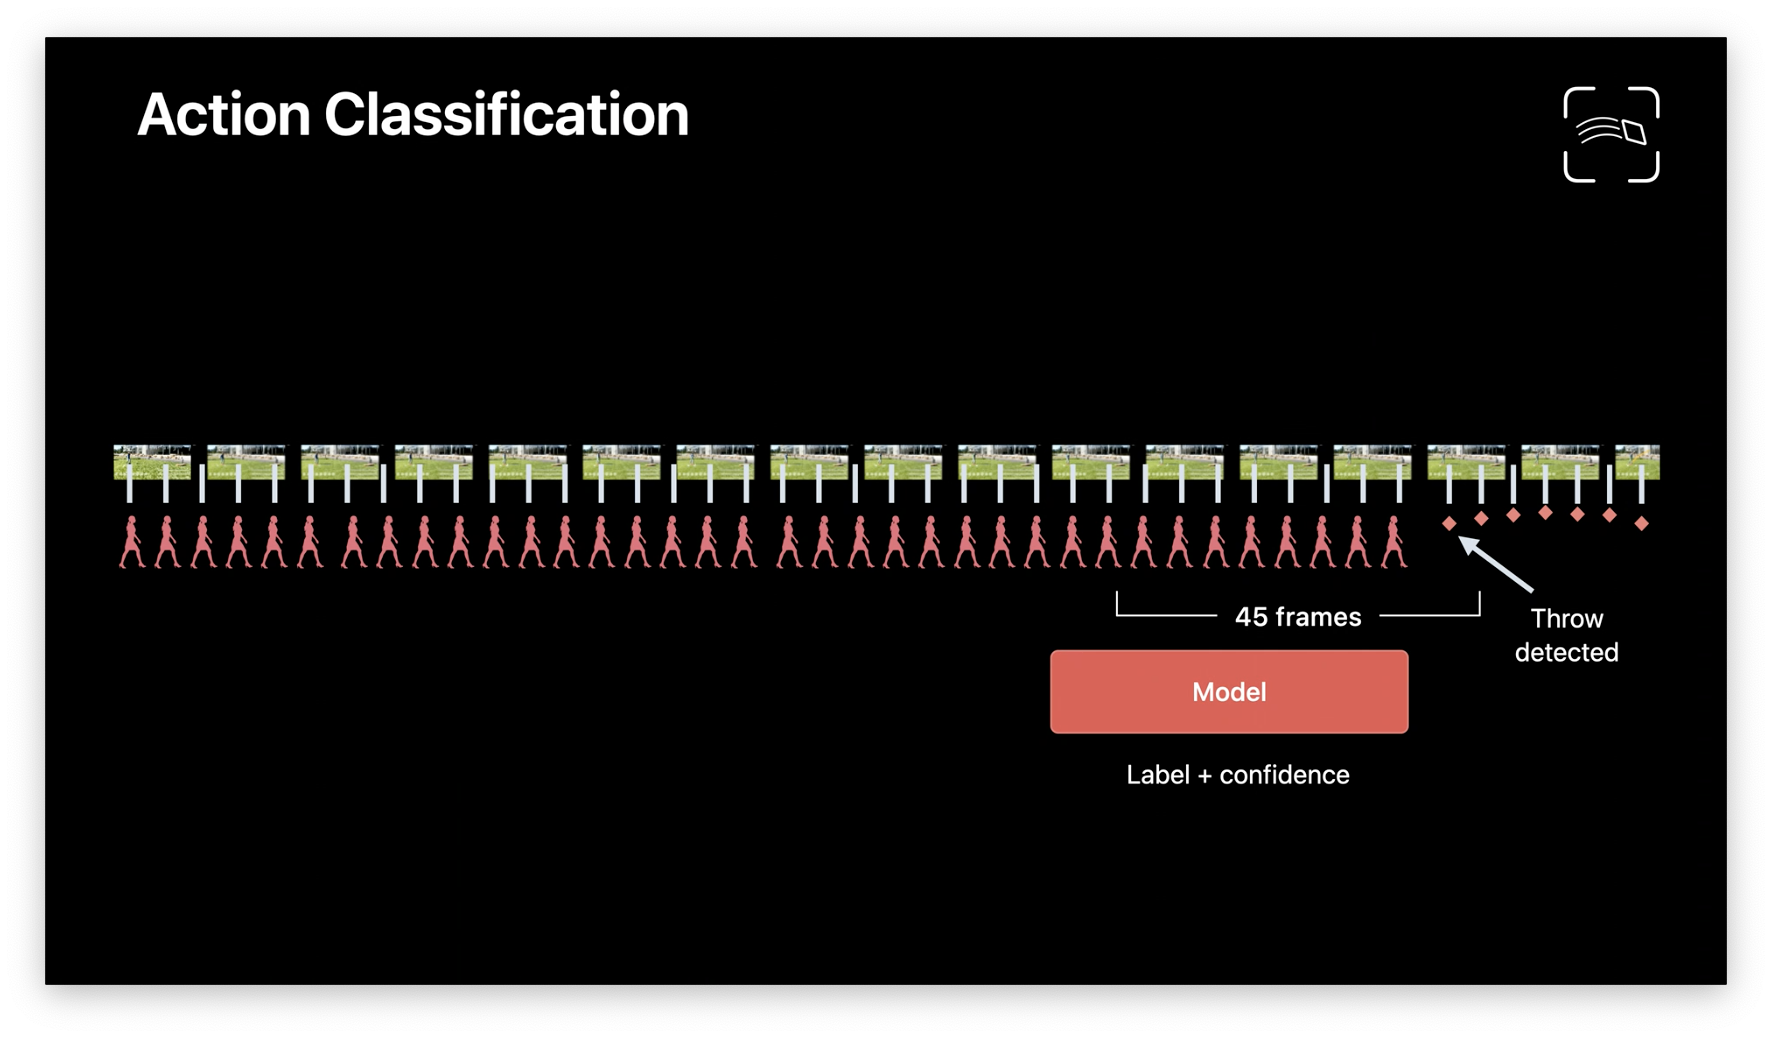 Action Classification
45 frames
Throw
detected
Model
Label + confidence